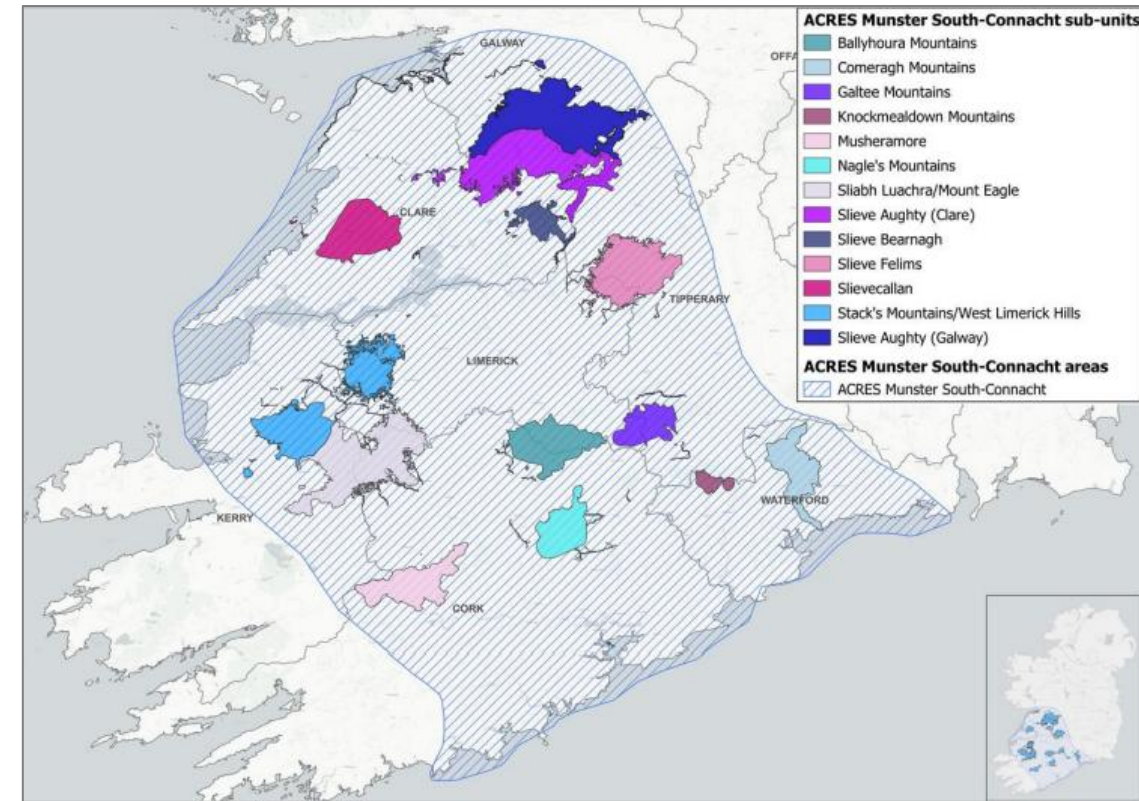 ACRES Munster South-Connacht sub-units
Ballyhoura Mountains
Comeragh Mountains
Galtee Mountains
Knockmealdown Mountains
Musheramore
Nagle's Mountains
Sliabh Luachra/Mount Eagle
Slieve Aughty (Clare)
Slieve Bearnagh
Slieve Felims
Slievecallan
Stack's Mountains/West Limerick Hills
Slieve Aughty (Galway)
ACRES Munster South-Connacht areas
ACRES Munster South-Connacht
GALWAY
OFFA
CLARE
TIPPERARY
LIMERICK
WATERFORD
KERRY
CORK